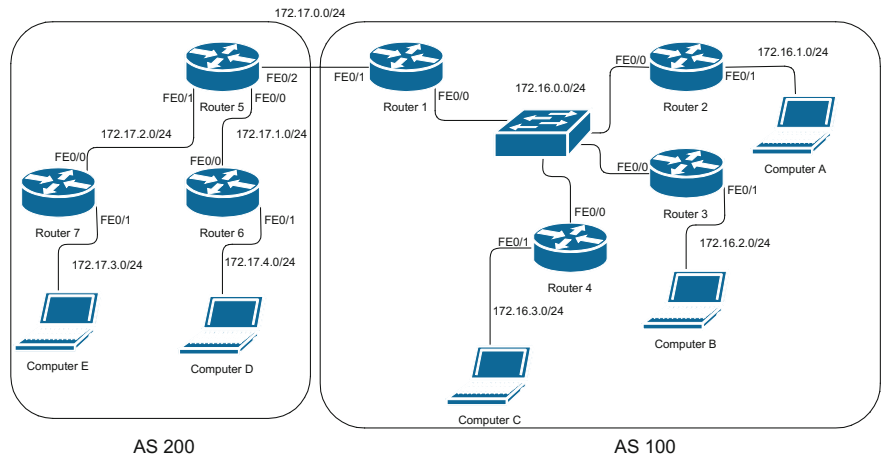 172.17.0.0/24
FE0/2
FE0/1
FE0/0
Router 5
172.17.2.0/24
172.17.1.0/24
FE0/0
FE0/0
Router 7
FE0/1
Router 6
FE0/1
172.17.3.0/24
172.17.4.0/24
Computer E
Computer D
AS 200
FE0/1
Router 1
FE0/0
172.16.0.0/24
FE0/0
172.16.1.0/24
FE0/1
Router 2
Computer A
FE0/0
FE0/1
Router 3
172.16.2.0/24
Computer B
FE0/0
FE0/1
Router 4
172.16.3.0/24
Computer C
AS 100